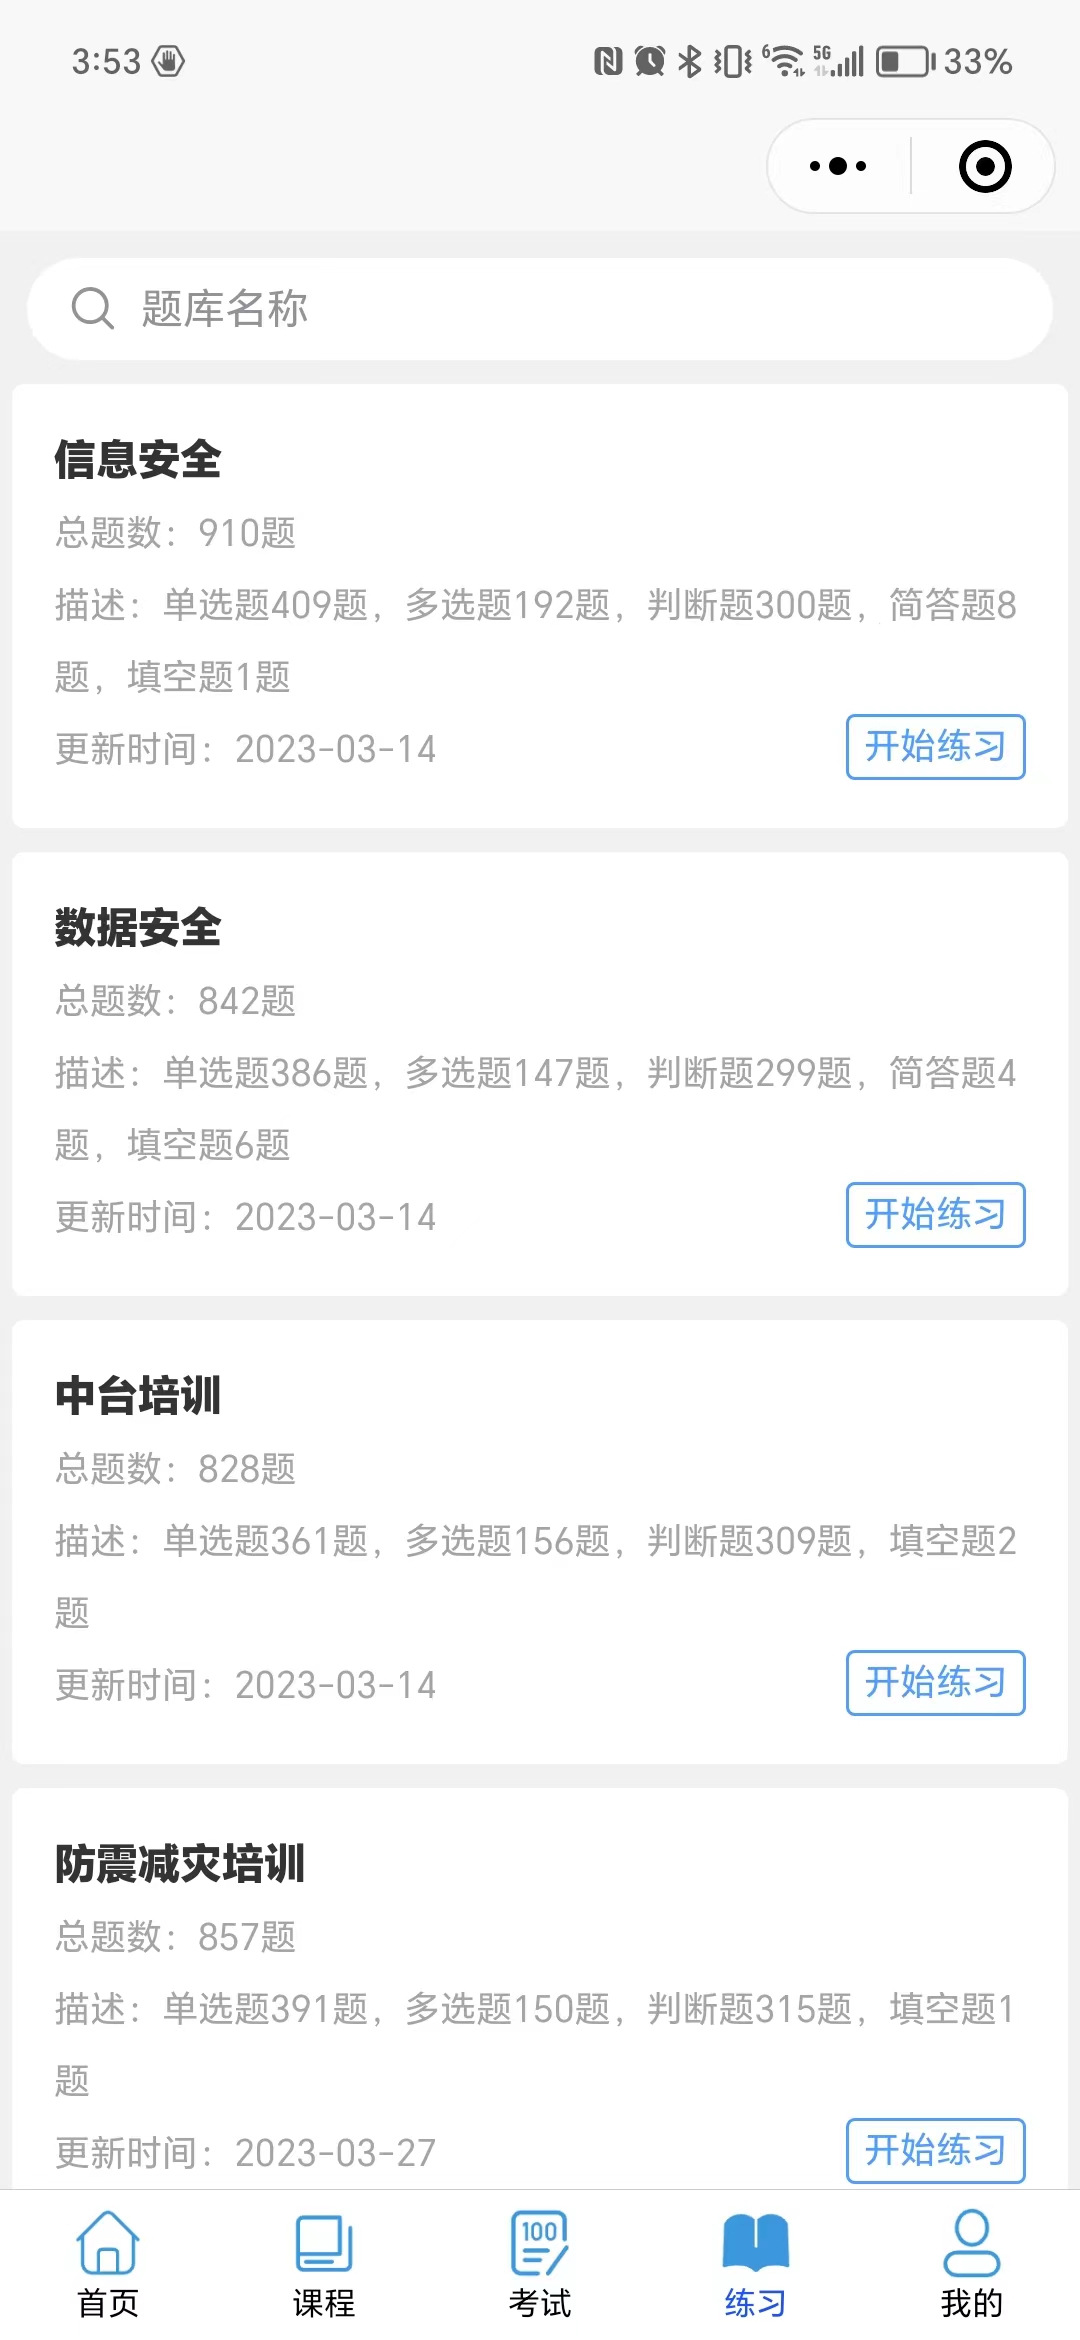 3:53
6
5G
33%
题库名称
信息安全
总题数：910题
描述：单选题409题，多选题192题，判断题300题，简答题8
题，填空题1题
更新时间：2023-03-14
开始练习
数据安全
总题数：842题
描述：单选题386题，多选题147题，判断题299题，简答题4
题，填空题6题
更新时间：2023-03-14
开始练习
中台培训
总题数：828题
描述：单选题361题，多选题156题，判断题309题，填空题2
题
更新时间：2023-03-14
开始练习
防震减灾培训
总题数：857题
描述：单选题391题，多选题150题，判断题315题，填空题1
题
更新时间：2023-03-27
开始练习
100
首页
课程
考试
练习
我的